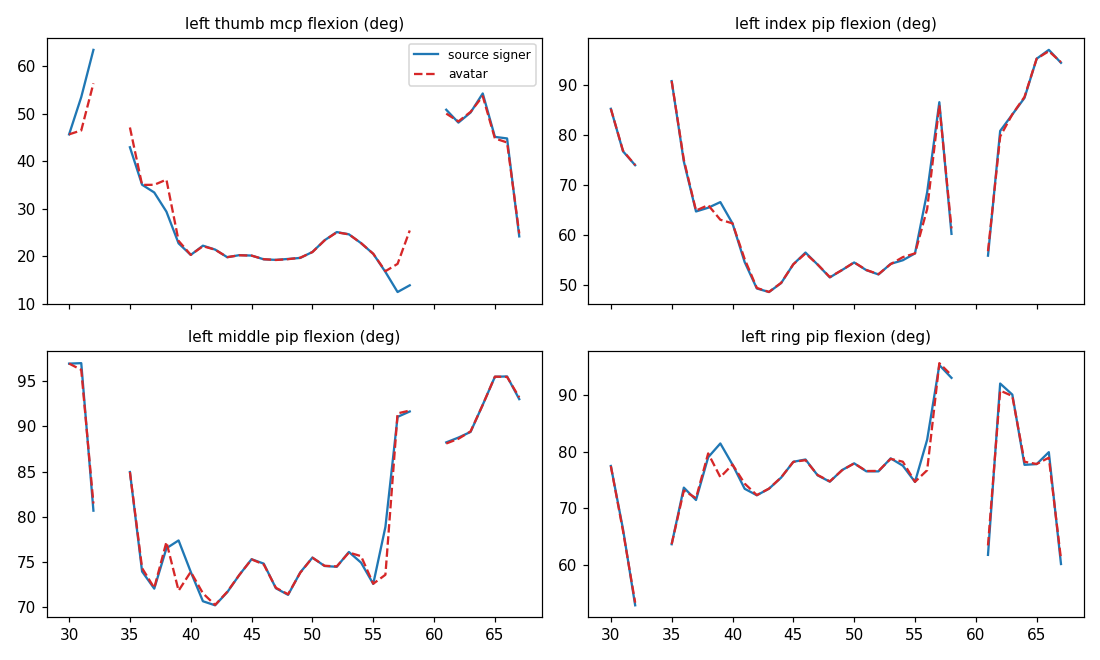 left thumb mcp flexion (deg)
60
50
40
30
20
10
source signer
avatar
left index pip flexion (deg)
90
80
70
60
50
left middle pip flexion (deg)
95
90
85
80
75
70
30 35 40 45 50 55 60 65
left ring pip flexion (deg)
90
80
70
60
30 35 40 45 50 55 60 65